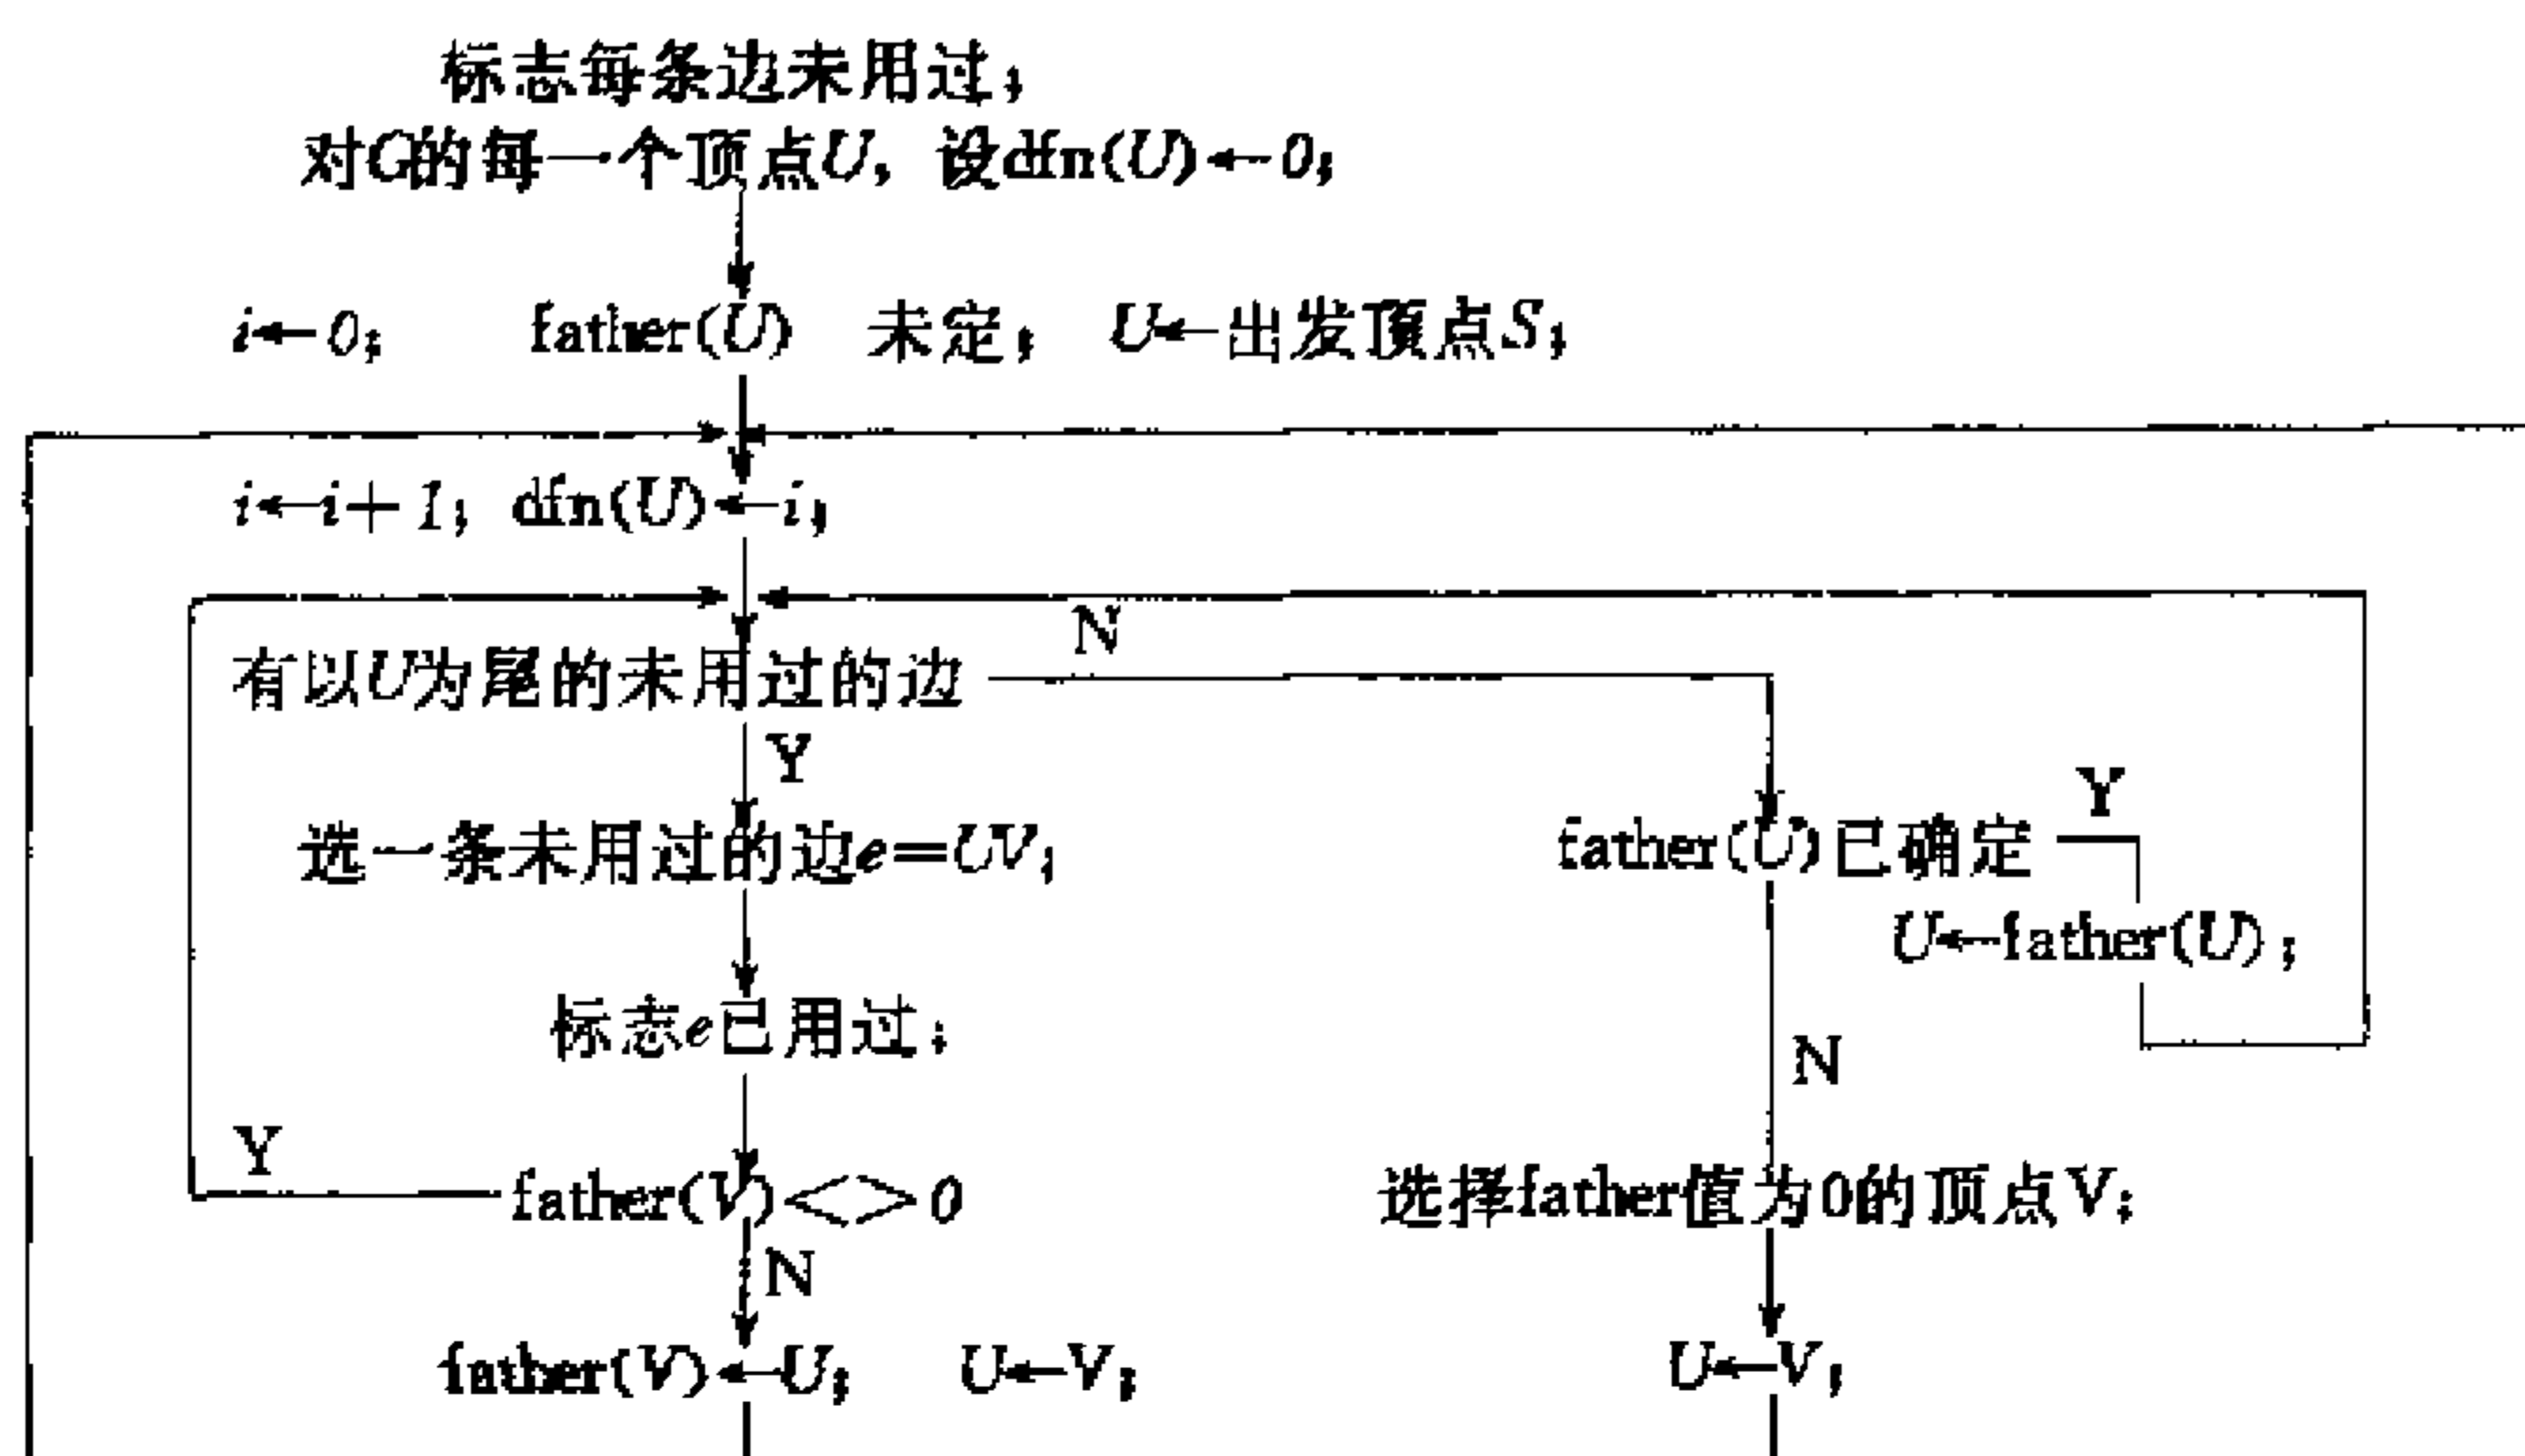 标志每条边未用过;
对G的每一个顶点U, 设dfn(U)←0;
i←0; father(U) 未定; U←出发顶点S;
i←i+1; dfn(U)←i;
N
有以U为尾的未用过的边
Y
选一条未用过的边e=UV;
father(U)已确定
Y
U←father(U);
标志e已用过;
N
Y
father(V)<>0
选择father值为0的顶点V;
N
father(V)←U; U←V;
U←V;